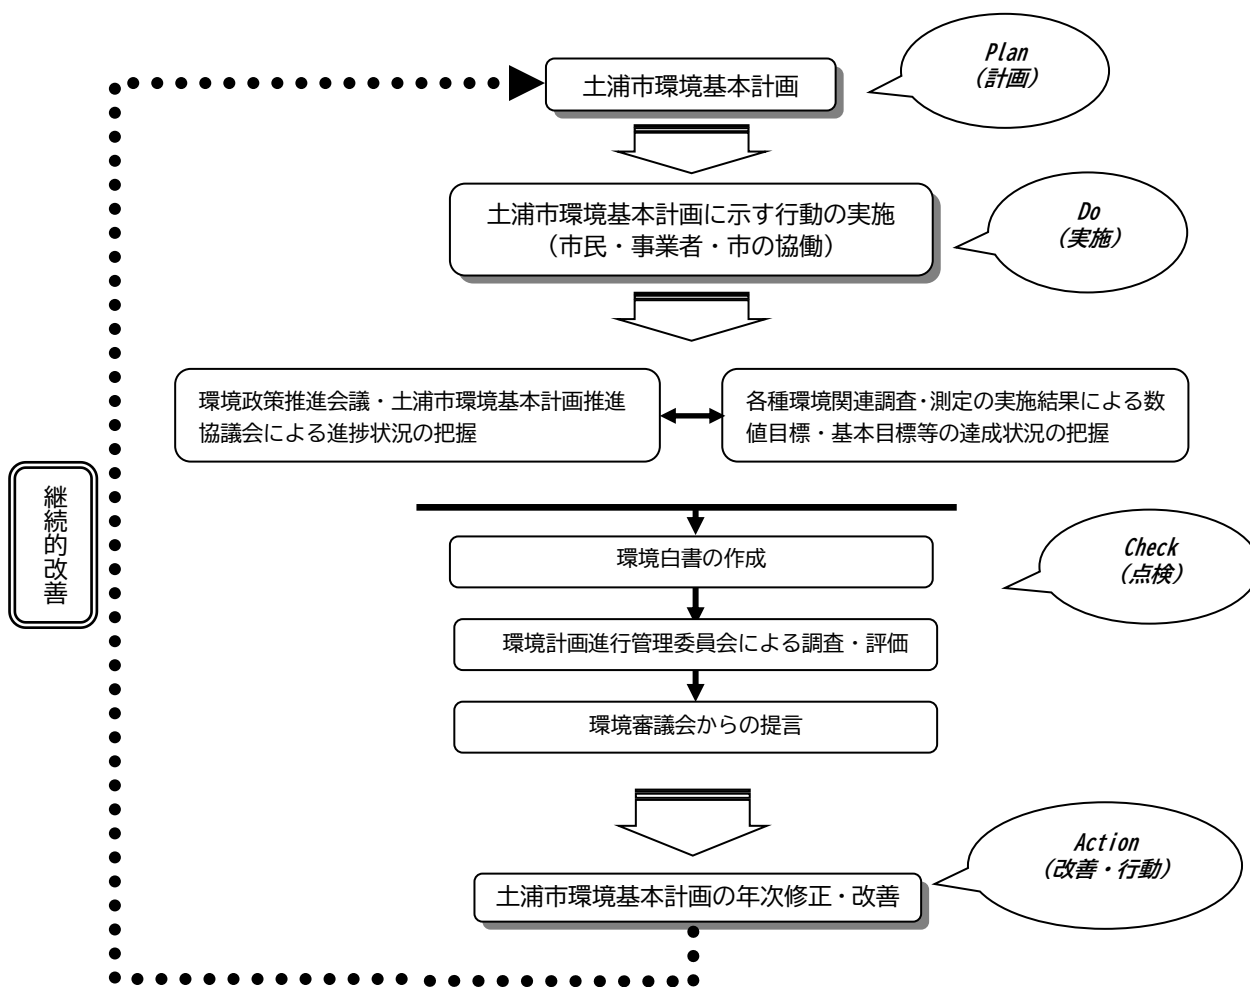 Plan
（計画）
土浦市環境基本計画
土浦市環境基本計画に示す行動の実施
（市民・事業者・市の協働）
Do
（実施）
環境政策推進会議・土浦市環境基本計画推進
協議会による進捗状況の把握
各種環境関連調査・測定の実施結果による数
値目標・基本目標等の達成状況の把握
継続的改善
環境白書の作成
Check
（点検）
環境計画進行管理委員会による調査・評価
環境審議会からの提言
Action
（改善・行動）
土浦市環境基本計画の年次修正・改善